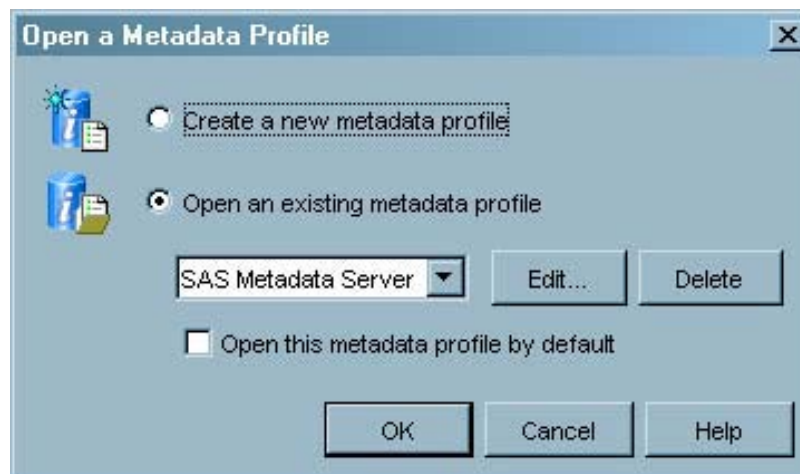 Open a Metadata Profile
Create a new metadata profile
Open an existing metadata profile
SAS Metadata Server
Edit...
Delete
Open this metadata profile by default
OK
Cancel
Help